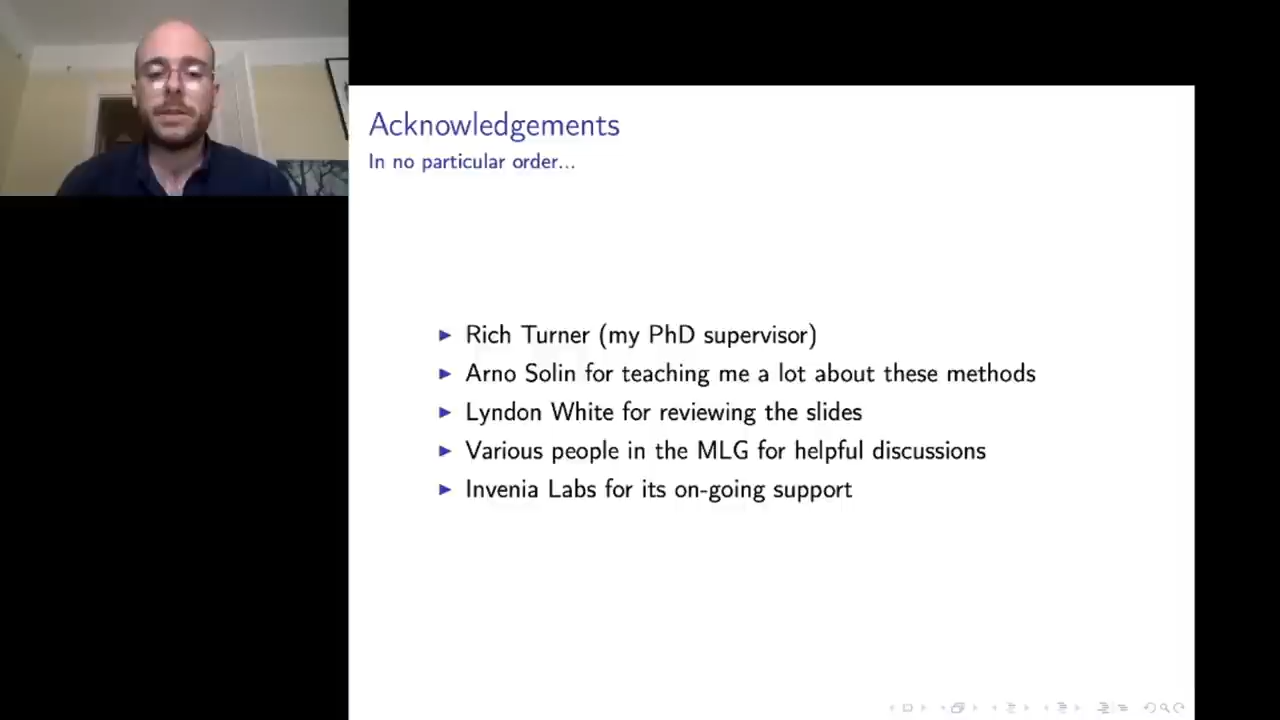 Acknowledgements
In no particular order...
Rich Turner (my PhD supervisor)
Arno Solin for teaching me a lot about these methods
Lyndon White for reviewing the slides
Various people in the MLG for helpful discussions
Invenia Labs for its on-going support